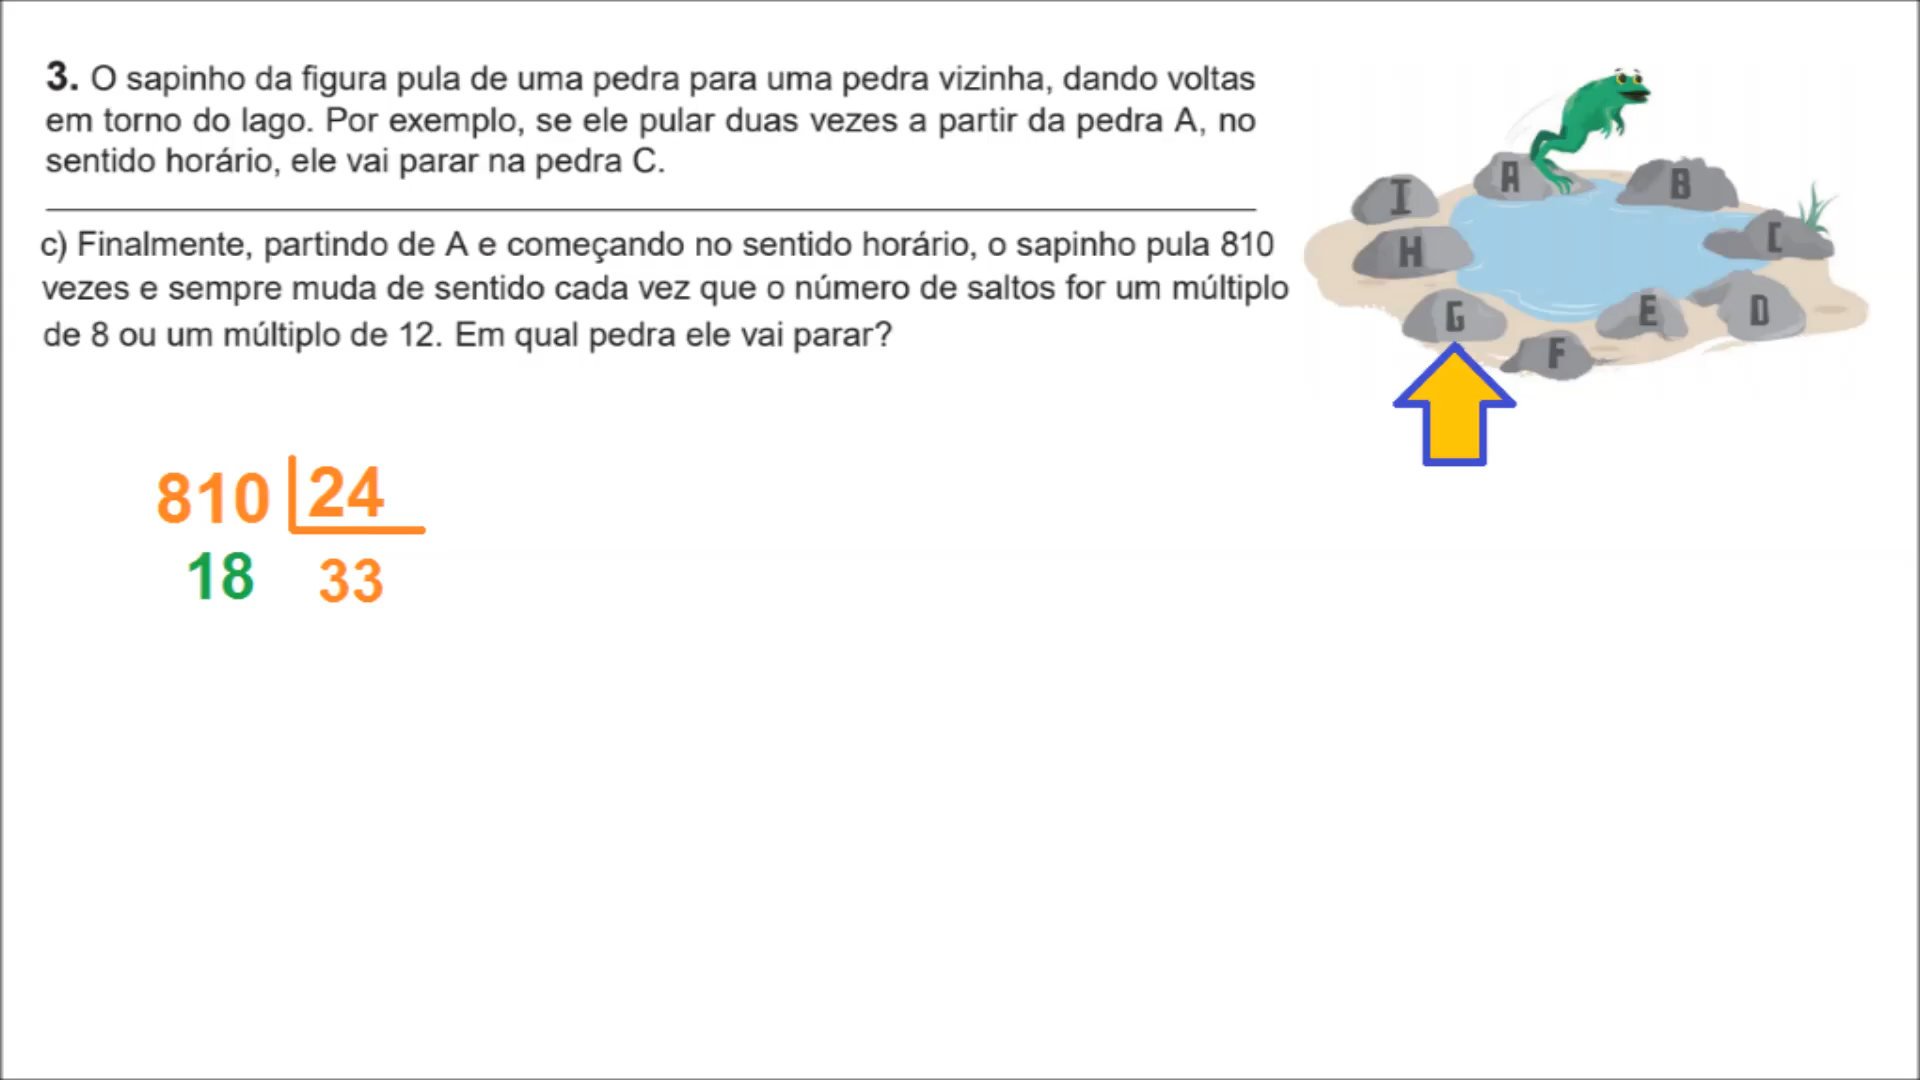 3. O sapinho da figura pula de uma pedra para uma pedra vizinha, dando voltas
em torno do lago. Por exemplo, se ele pular duas vezes a partir da pedra A, no
sentido horário, ele vai parar na pedra C.
c) Finalmente, partindo de A e começando no sentido horário, o sapinho pula 810
vezes e sempre muda de sentido cada vez que o número de saltos for um múltiplo
de 8 ou um múltiplo de 12. Em qual pedra ele vai parar?
A
B
I
C
H
G
E
D
F
810 24
18 33